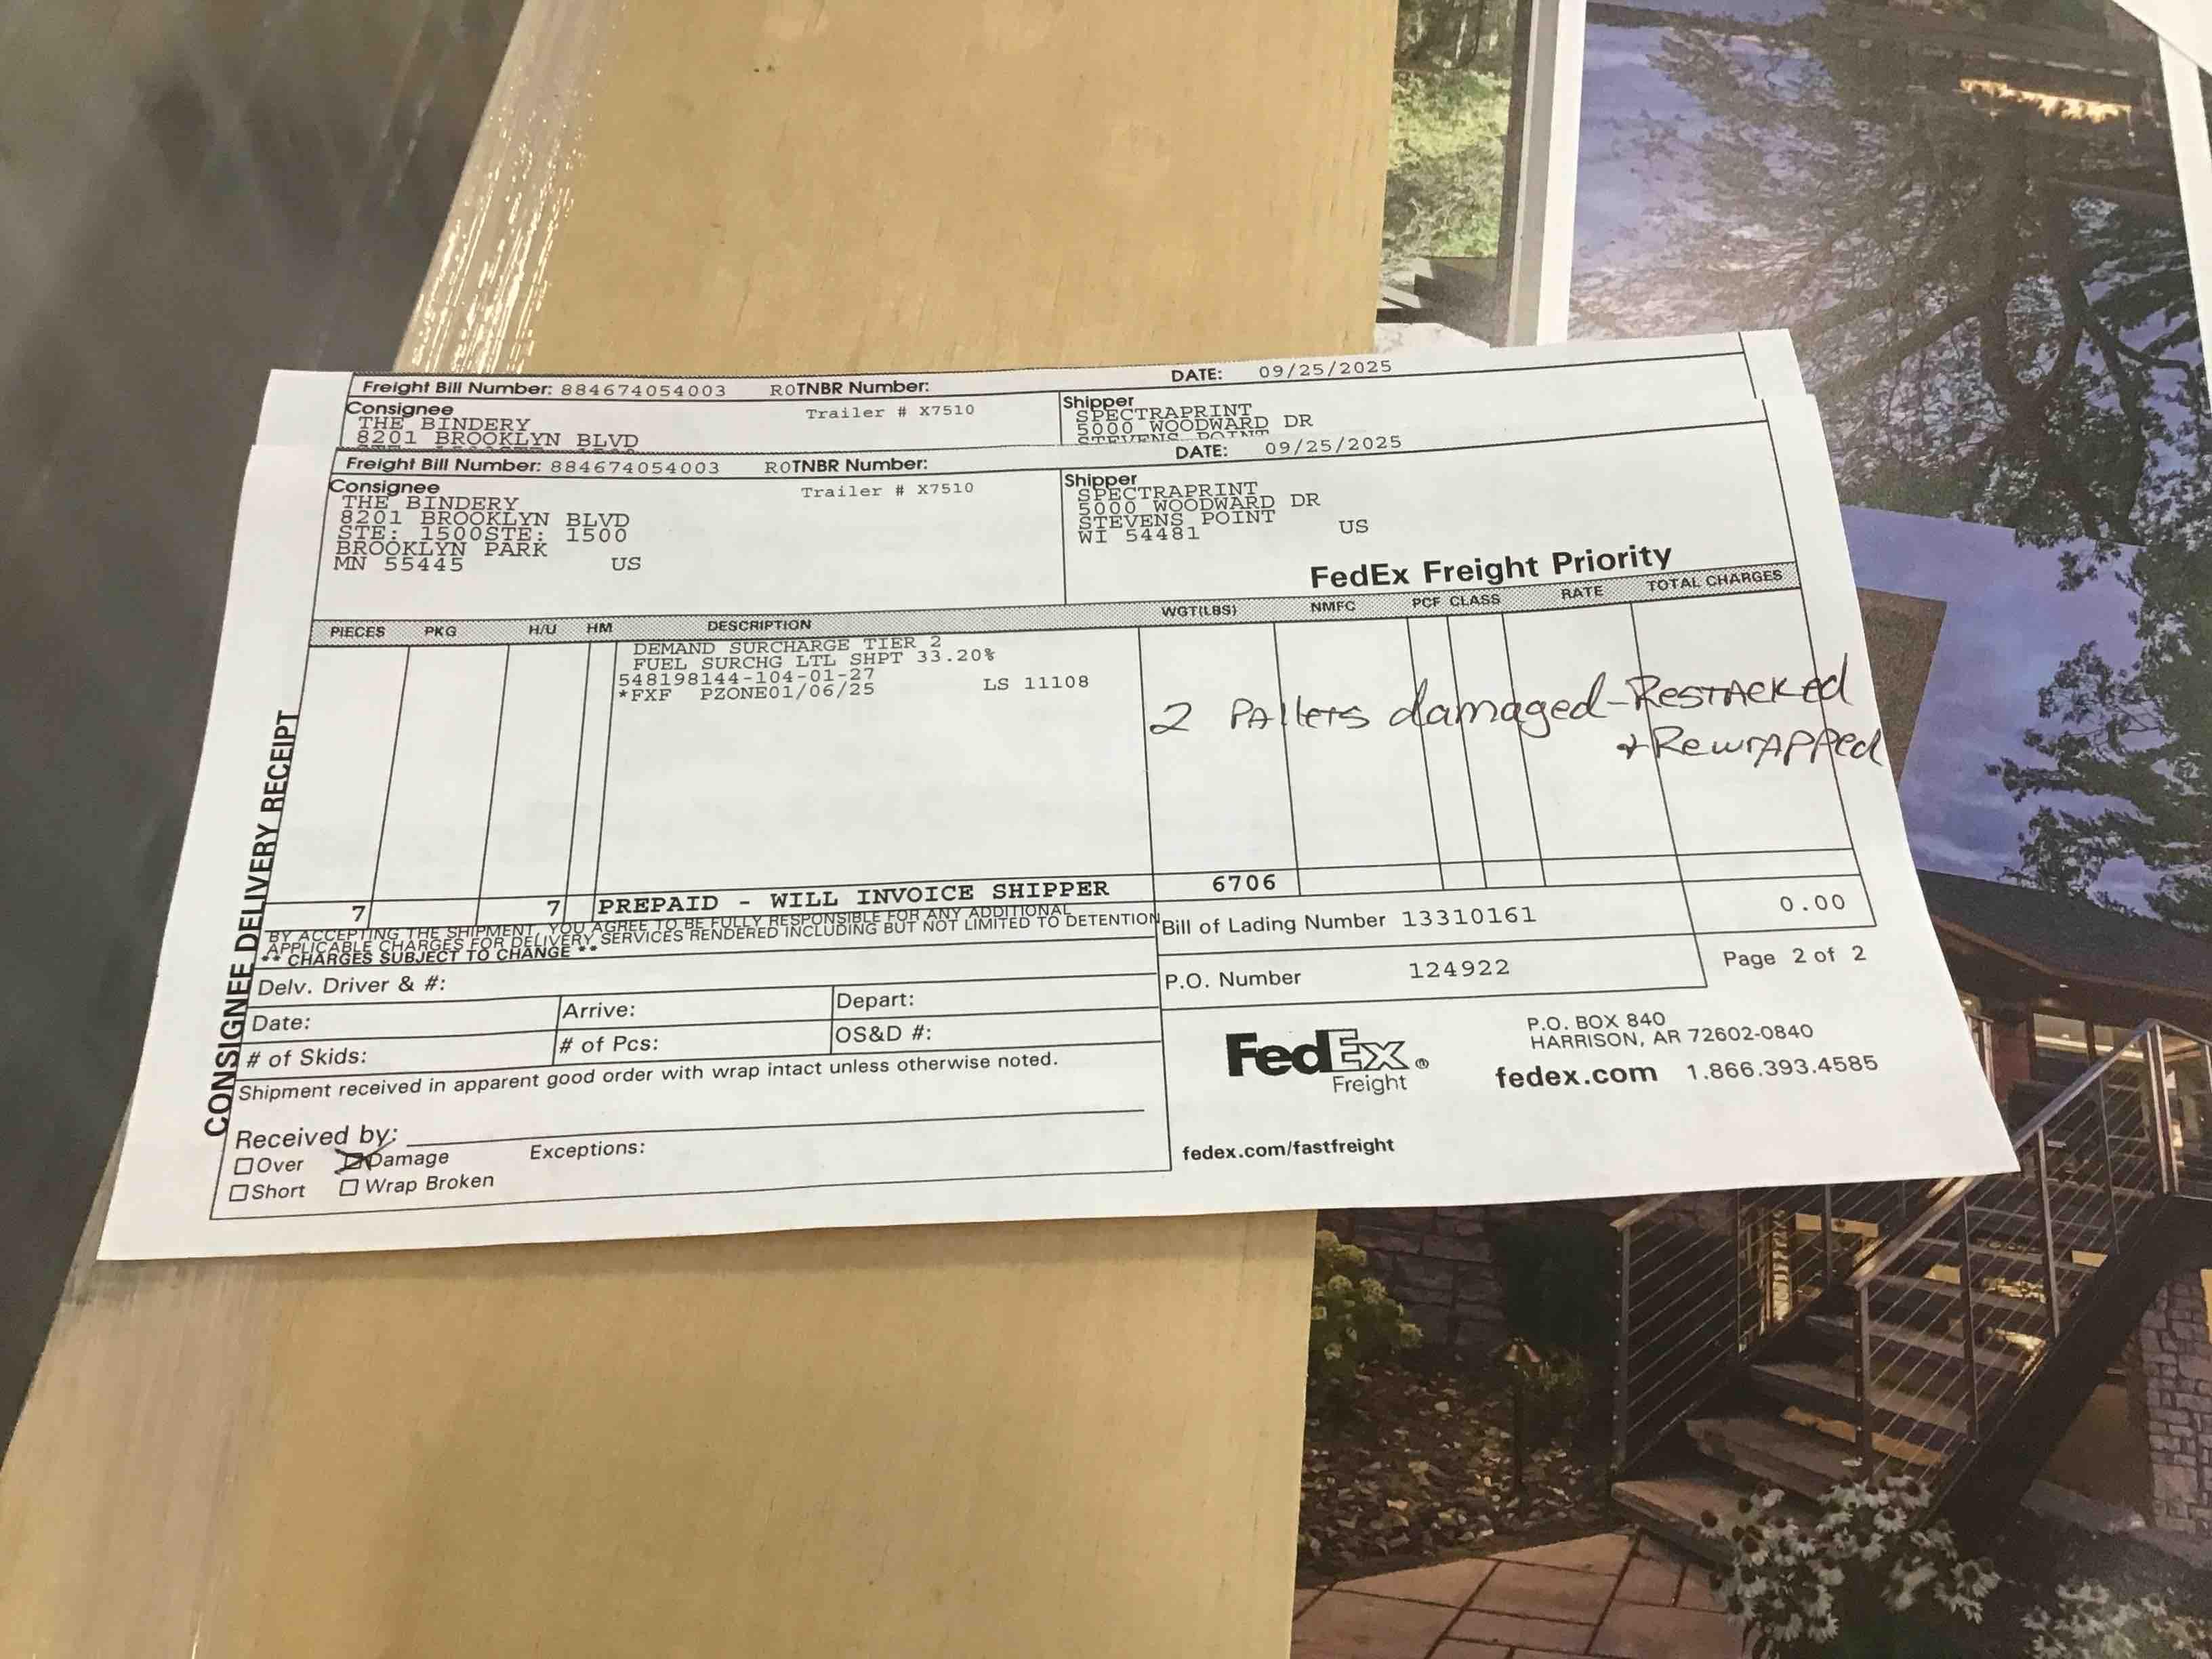 Freight Bill Number: 884674054003 ROTNBR Number: DATE: 09/25/2025
Consignee Trailer # X7510 Shipper
THE BINDERY SPECTRAPRINT
8201 BROOKLYN BLVD 5000 WOODWARD DR
STEVENS POINT
Freight Bill Number: 884674054003 ROTNBR Number: DATE: 09/25/2025
Consignee Trailer # X7510
THE BINDERY
8201 BROOKLYN BLVD
STE: 1500STE: 1500
BROOKLYN PARK
MN 55445 US
Shipper
SPECTRAPRINT
5000 WOODWARD DR
STEVENS POINT
WI 54481 US
FedEx Freight Priority
PIECES PKG H/U HM DESCRIPTION WGT(LBS) NMFC PCF CLASS RATE TOTAL CHARGES
DEMAND SURCHARGE TIER 2
FUEL SURCHG LTL SHPT 33.20%
548198144-104-01-27
*FXF PZONE01/06/25 LS 11108
2 Pallets damaged - Restacked
+ Rewrapped
7 7 PREPAID - WILL INVOICE SHIPPER 6706
BY ACCEPTING THE SHIPMENT, YOU AGREE TO BE FULLY RESPONSIBLE FOR ANY ADDITIONAL
APPLICABLE CHARGES FOR DELIVERY SERVICES RENDERED INCLUDING BUT NOT LIMITED TO DETENTION
** CHARGES SUBJECT TO CHANGE **
Bill of Lading Number 13310161 0.00
P.O. Number 124922 Page 2 of 2
Delv. Driver & #:
Date: Arrive: Depart:
# of Skids: # of Pcs: OS&D #:
Shipment received in apparent good order with wrap intact unless otherwise noted.
Received by:
Over Damage Exceptions:
Short Wrap Broken
CONSIGNEE DELIVERY RECEIPT
FedEx®
Freight
P.O. BOX 840
HARRISON, AR 72602-0840
fedex.com 1.866.393.4585
fedex.com/fastfreight